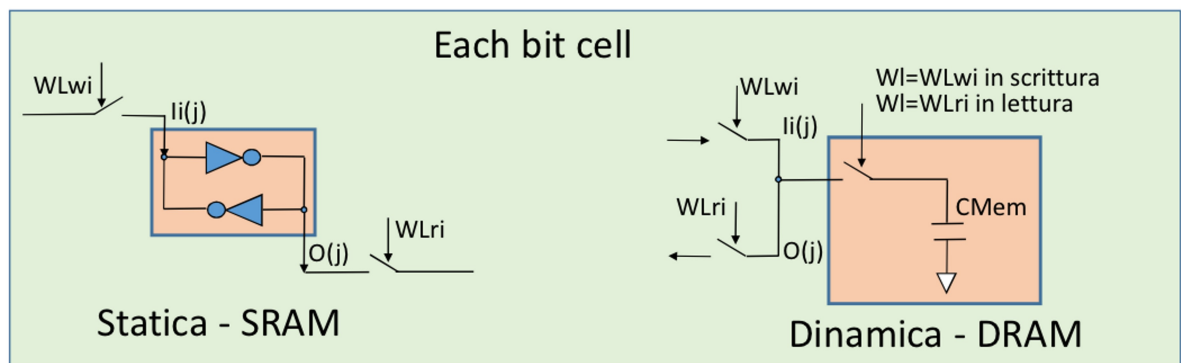 Each bit cell
WLwi
Ii(j)
WLri
O(j)
Statica - SRAM
WLwi
Wl=WLwi in scrittura
Wl=WLri in lettura
Ii(j)
WLri
O(j)
CMem
Dinamica - DRAM